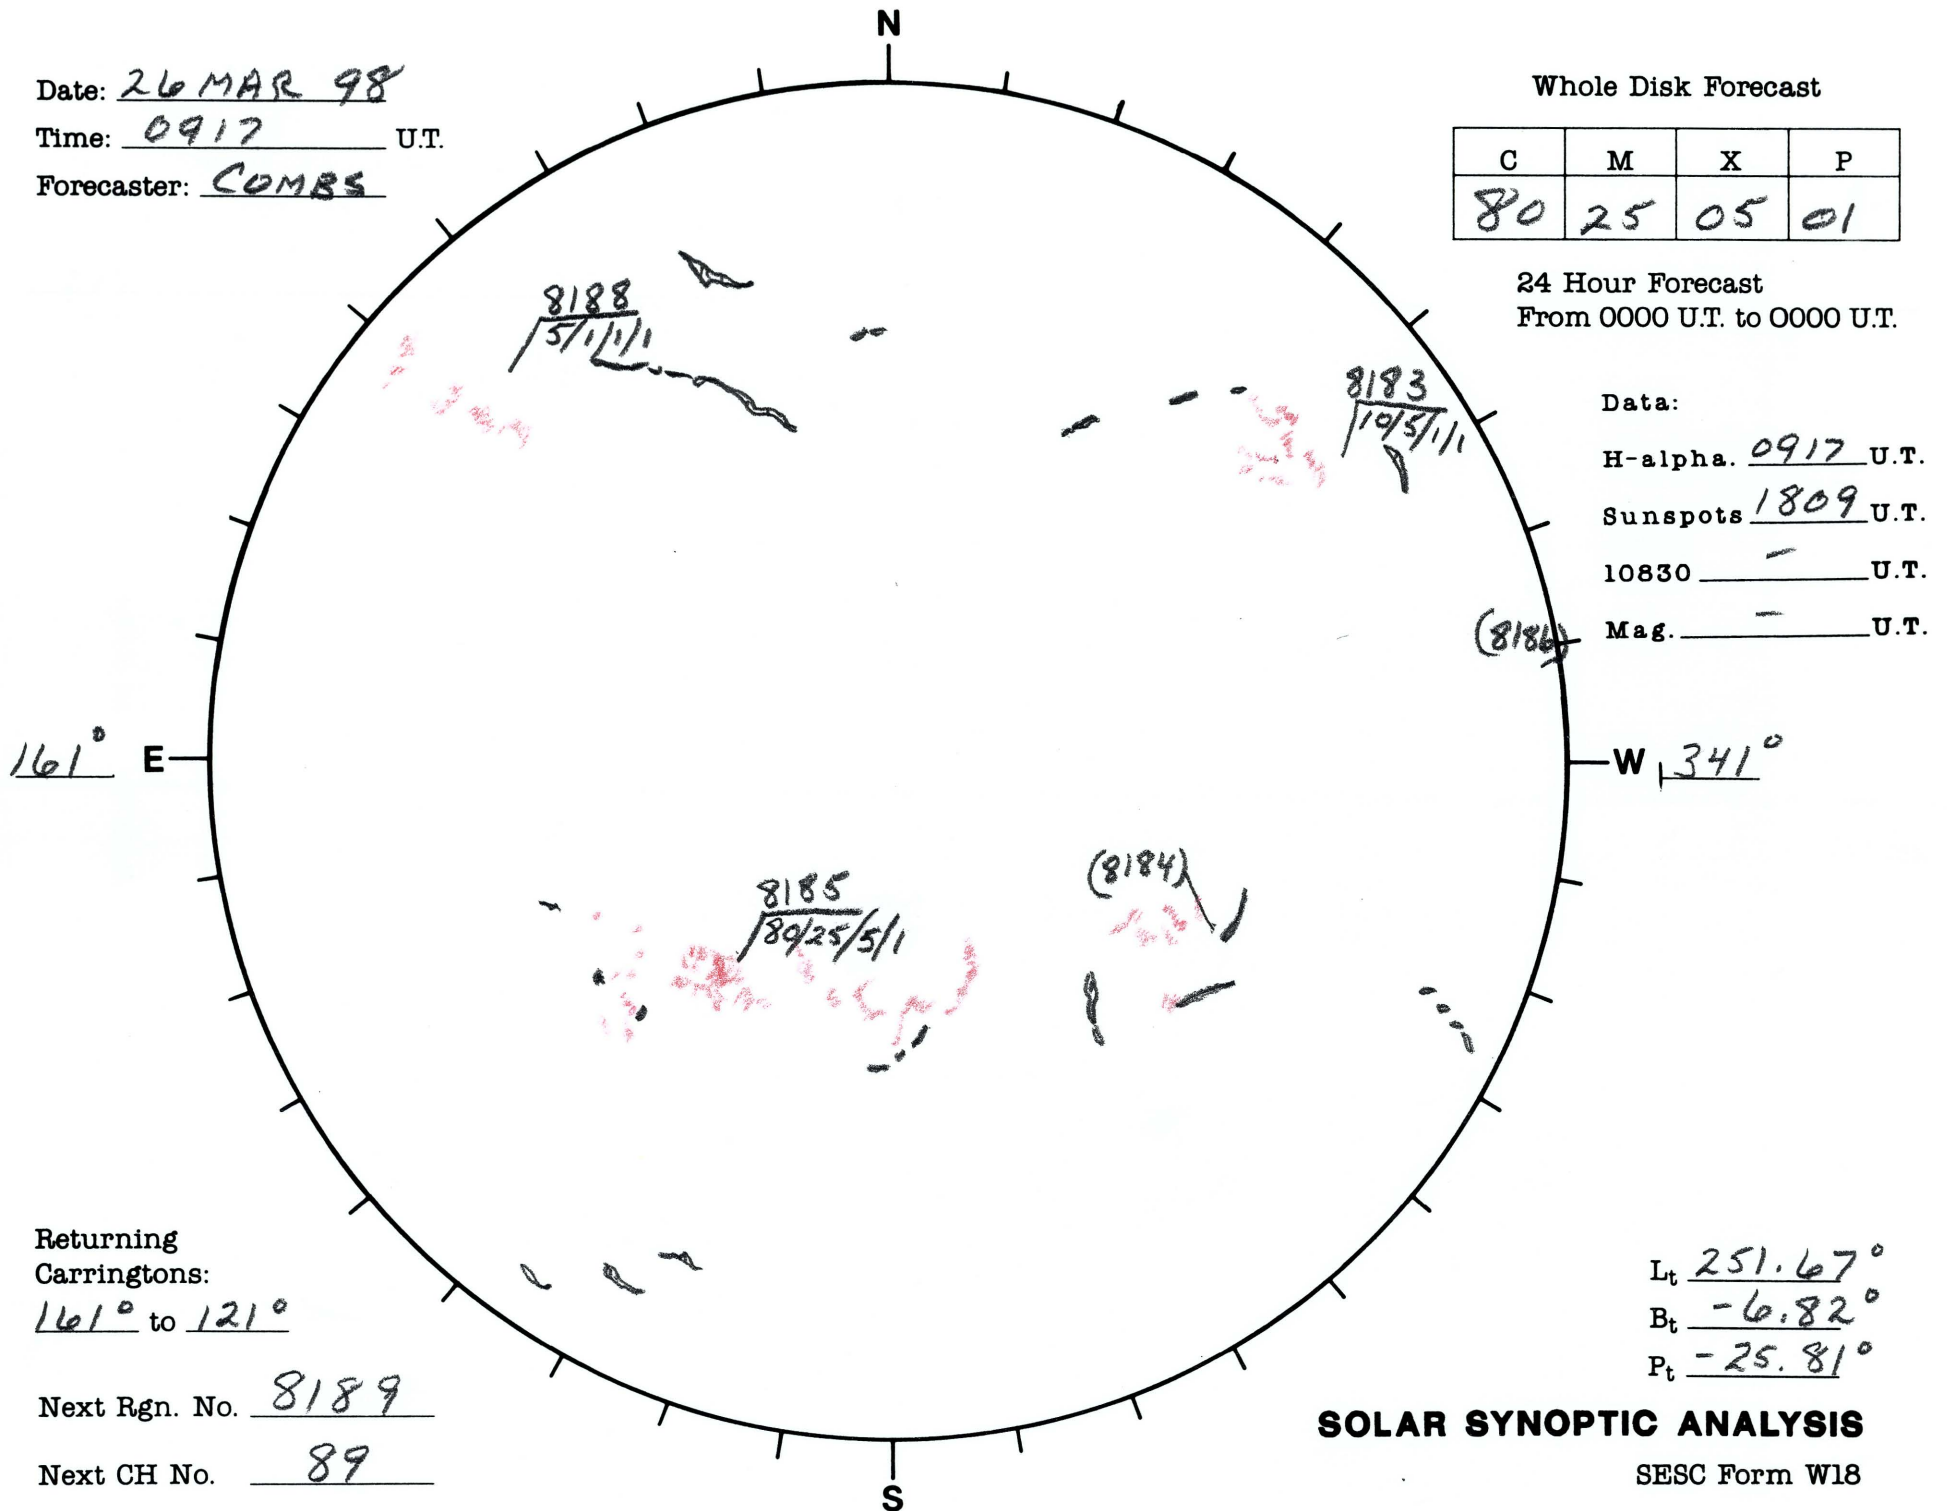 N
Date: 26 MAR 98
Time: 0917 U.T.
Forecaster: COMBS
Whole Disk Forecast
C M X P
80 25 05 01
24 Hour Forecast
From 0000 U.T. to 0000 U.T.
8188
5/1/1/1
8183
10/5/1/1
Data:
H-alpha. 0917 U.T.
Sunspots 1809 U.T.
10830 - U.T.
Mag. - U.T.
(8186)
161° E
W 341°
(8184)
8185
80/25/5/1
Returning
Carringtons:
161° to 121°
Next Rgn. No. 8189
Next CH No. 89
S
Lt 251.67°
Bt -6.82°
Pt -25.81°
SOLAR SYNOPTIC ANALYSIS
SESC Form W18